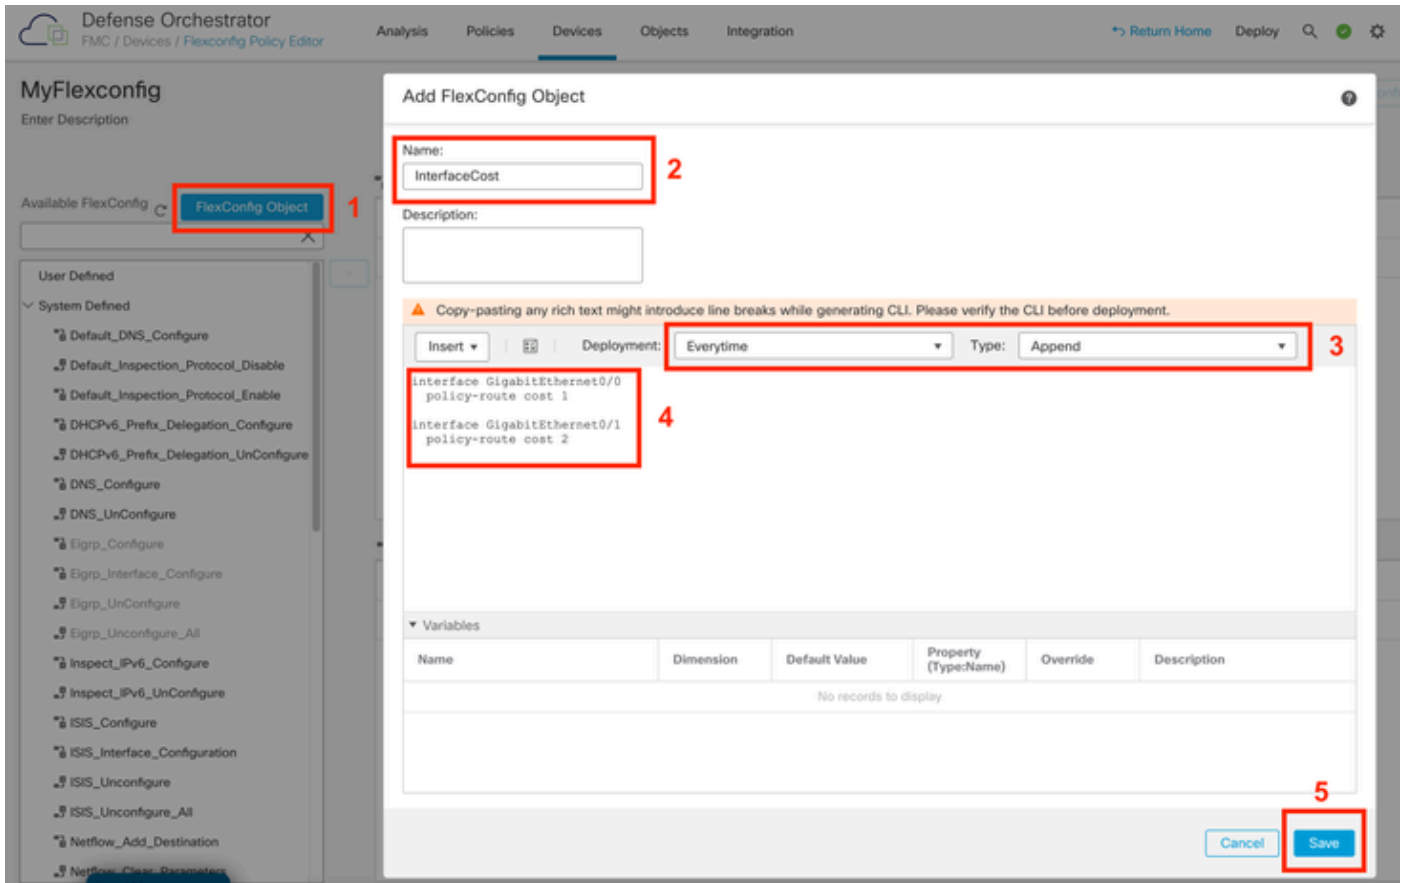 Defense Orchestrator
FMC / Devices / Flexconfig Policy Editor
Analysis
Policies
Devices
Objects
Integration
Return Home
Deploy
MyFlexconfig
Enter Description
Available FlexConfig
FlexConfig Object
1
User Defined
System Defined
Default_DNS_Configure
Default_Inspection_Protocol_Disable
Default_Inspection_Protocol_Enable
DHCPv6_Prefix_Delegation_Configure
DHCPv6_Prefix_Delegation_UnConfigure
DNS_Configure
DNS_UnConfigure
Eigrp_Configure
Eigrp_Interface_Configure
Eigrp_UnConfigure
Eigrp_Unconfigure_All
Inspect_IPv6_Configure
Inspect_IPv6_UnConfigure
ISIS_Configure
ISIS_Interface_Configuration
ISIS_Unconfigure
ISIS_Unconfigure_All
Netflow_Add_Destination
Netflow_Clear_Parameters
Add FlexConfig Object
Name:
InterfaceCost
2
Description:
Copy-pasting any rich text might introduce line breaks while generating CLI. Please verify the CLI before deployment.
Insert
Deployment:
Everytime
Type:
Append
3
interface GigabitEthernet0/0
policy-route cost 1
interface GigabitEthernet0/1
policy-route cost 2
4
Variables
Name
Dimension
Default Value
Property
(Type:Name)
Override
Description
No records to display
5
Cancel
Save